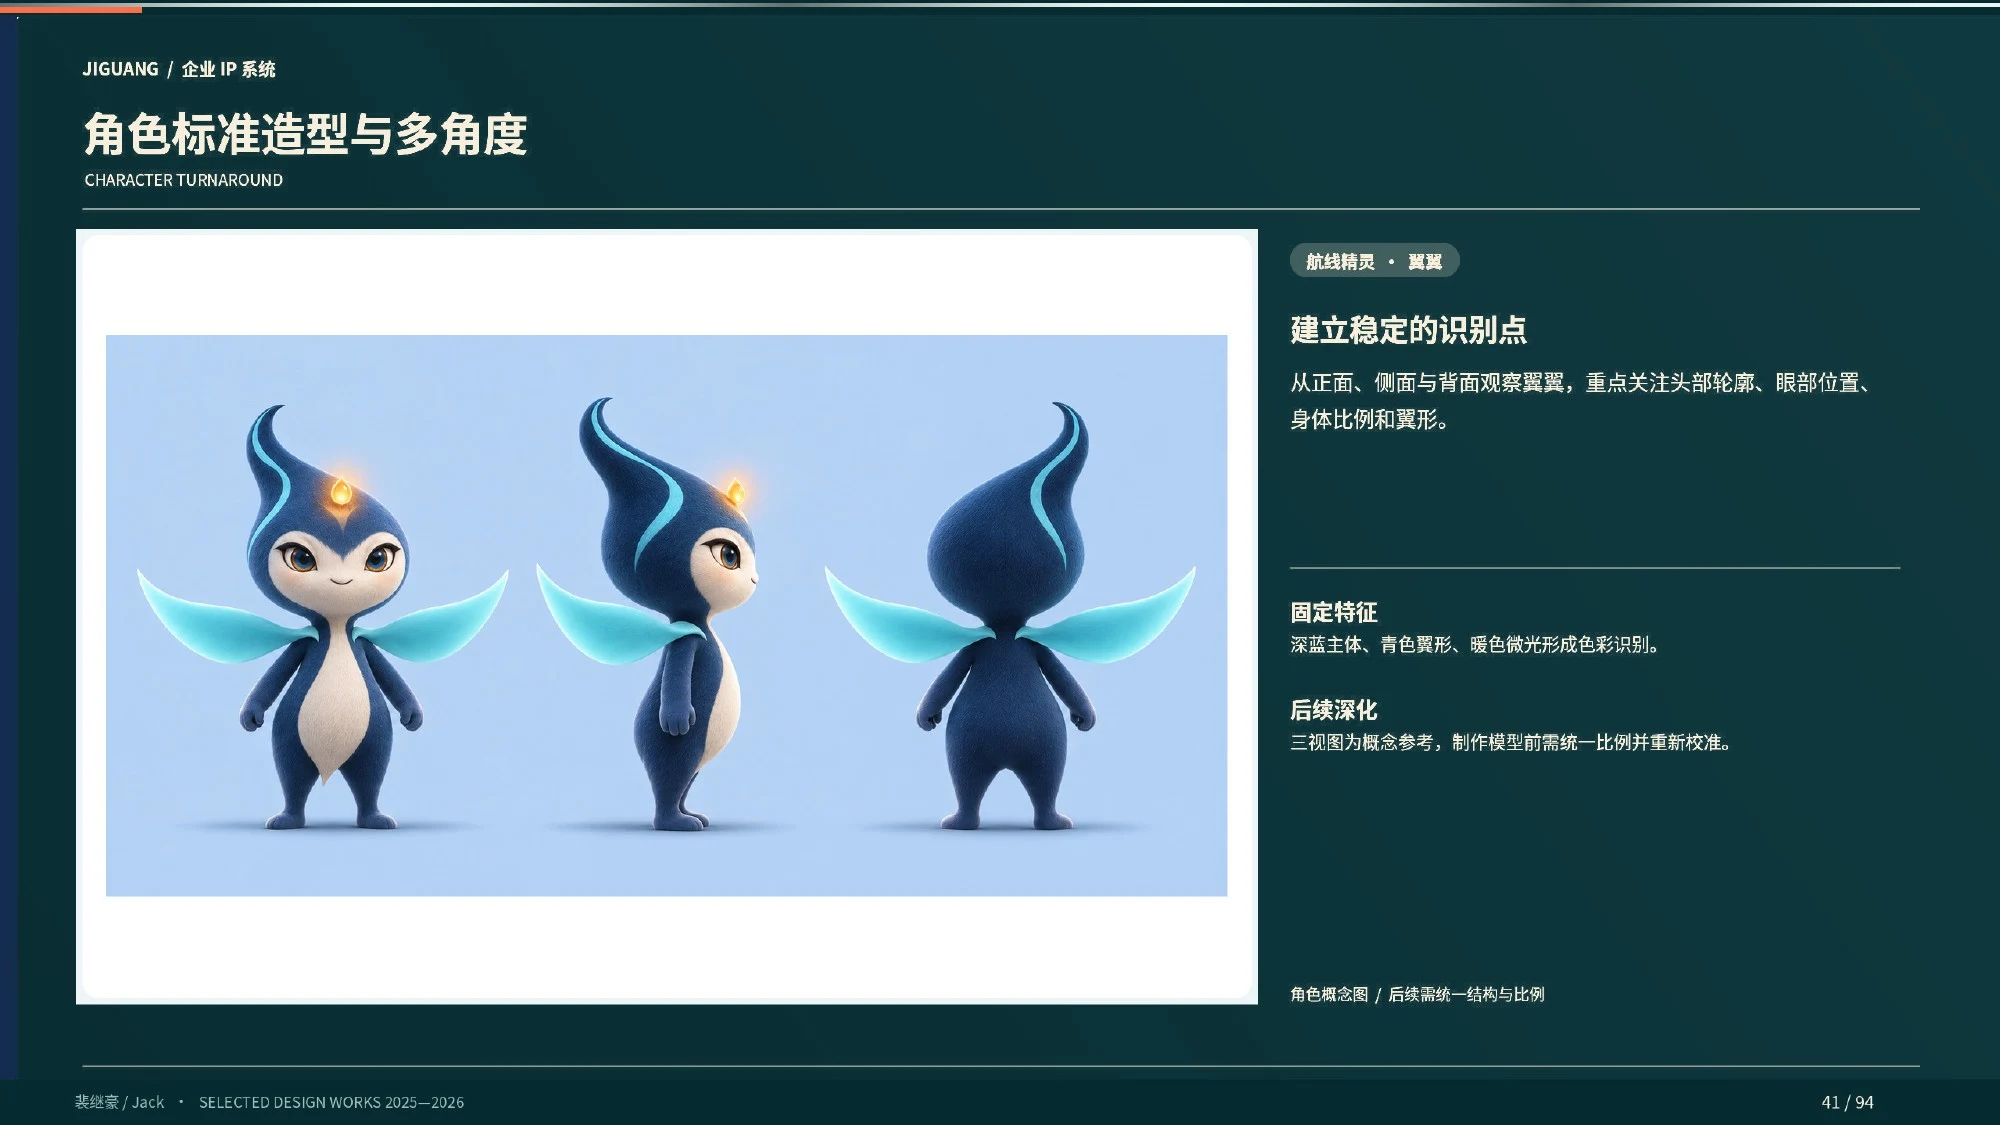 JIGUANG / 企业 IP 系统
角色标准造型与多角度
CHARACTER TURNAROUND
航线精灵 · 翼翼
建立稳定的识别点
从正面、侧面与背面观察翼翼，重点关注头部轮廓、眼部位置、
身体比例和翼形。
固定特征
深蓝主体、青色翼形、暖色微光形成色彩识别。
后续深化
三视图为概念参考，制作模型前需统一比例并重新校准。
角色概念图 / 后续需统一结构与比例
裴继豪 / Jack · SELECTED DESIGN WORKS 2025—2026
41 / 94